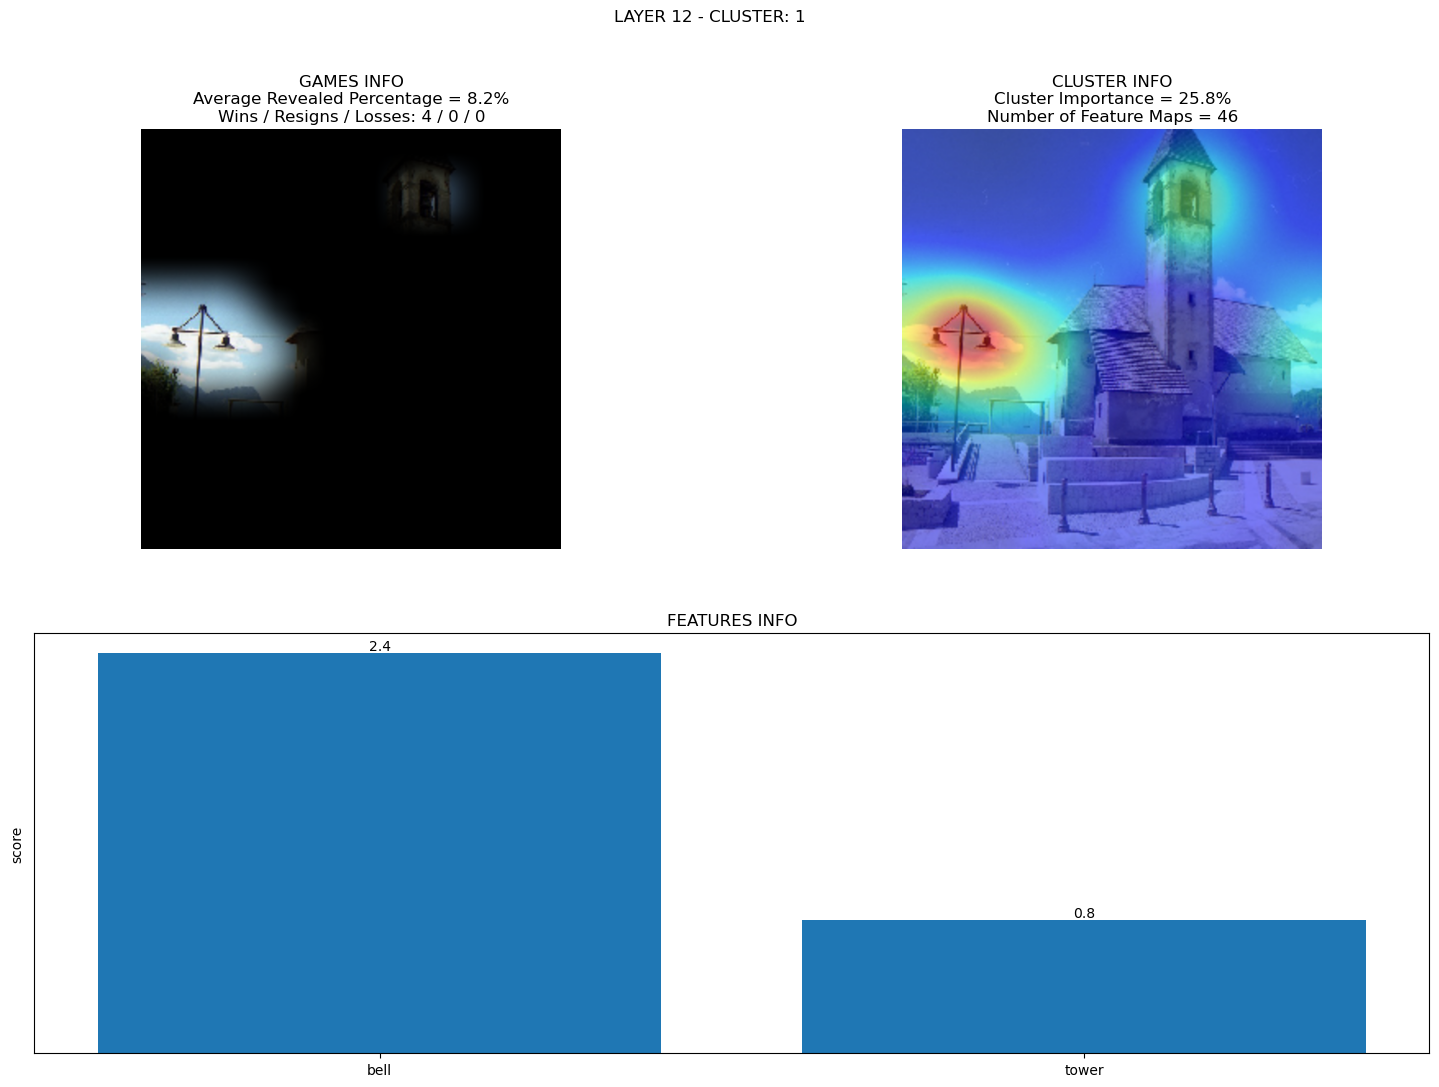 LAYER 12 - CLUSTER: 1
GAMES INFO
Average Revealed Percentage = 8.2%
Wins / Resigns / Losses: 4 / 0 / 0
CLUSTER INFO
Cluster Importance = 25.8%
Number of Feature Maps = 46
FEATURES INFO
score
2.4
0.8
bell
tower